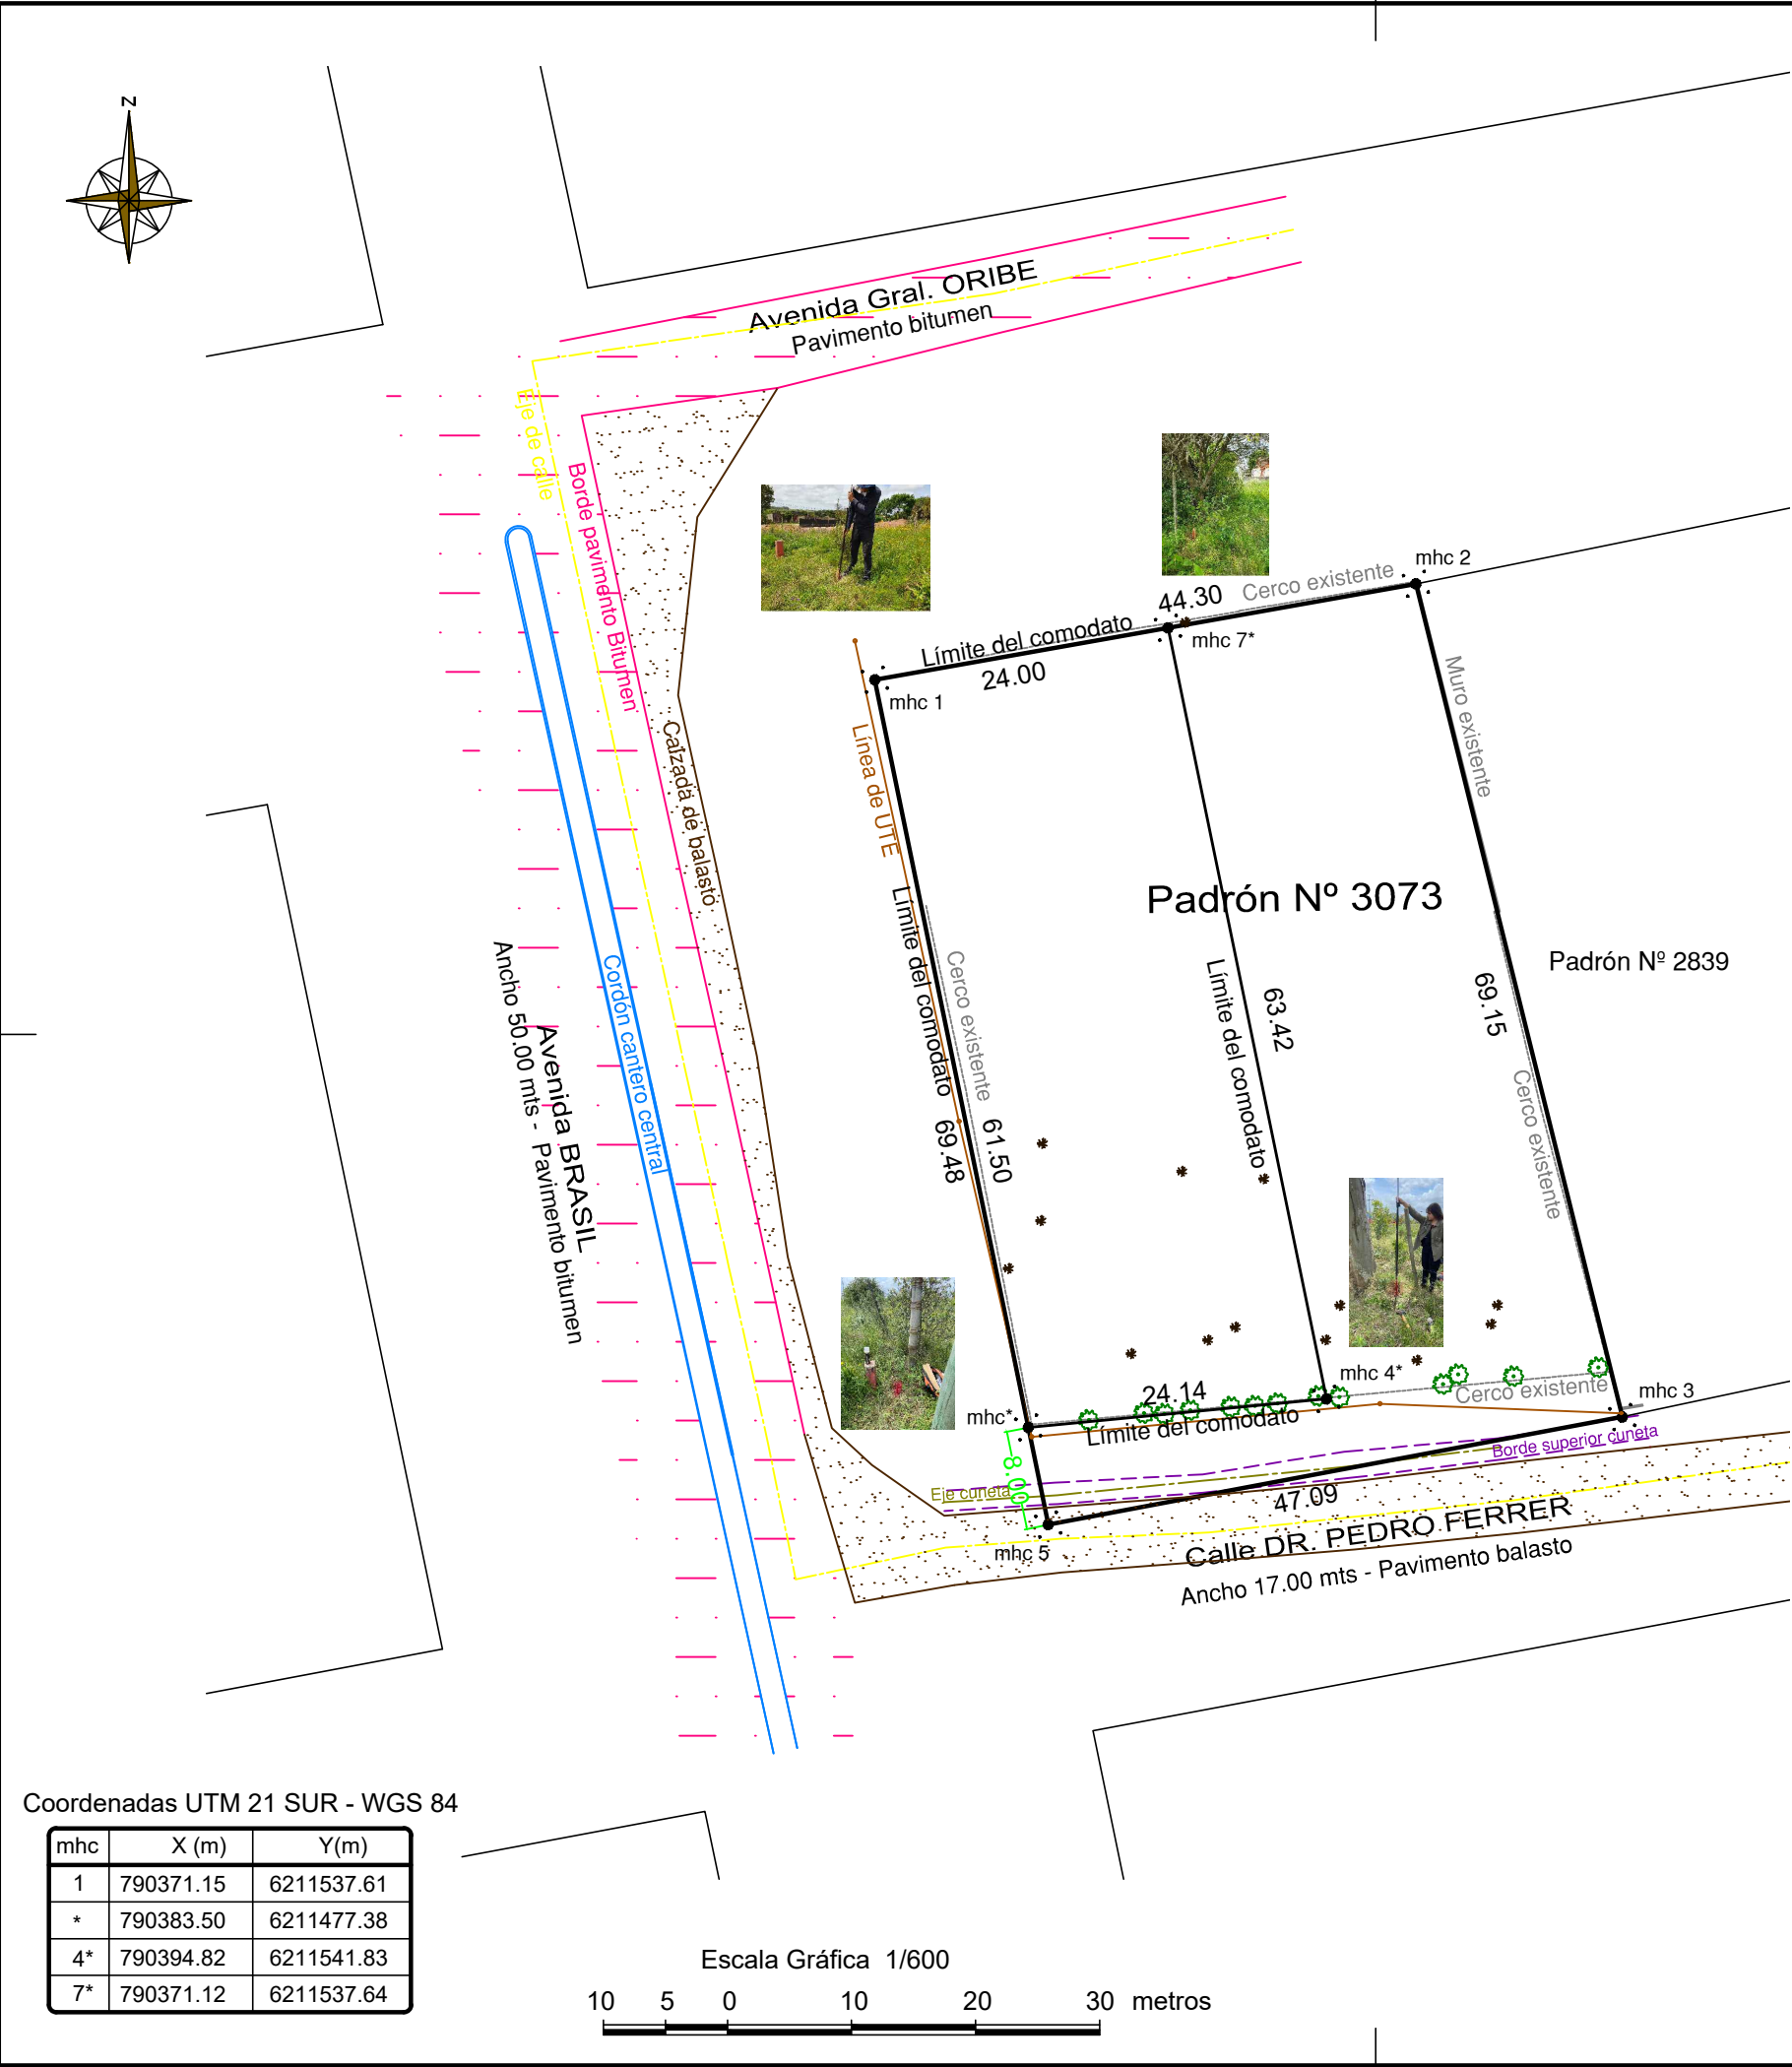 Z
Avenida Gral. ORIBE
Pavimento bitumen
Eje de calle
Borde pavimento Bitumen
mhc 2
Cerco existente
44.30
Límite del comodato
mhc 7*
24.00
mhc 1
Muro existente
Línea de UTE
Calzada de balasto
Límite del comodato
Padrón Nº 3073
Padrón Nº 2839
Cerco existente
Cordón cantero central
Avenida BRASIL
Ancho 50.00 mts - Pavimento bitumen
Límite del comodato
63.42
69.15
Cerco existente
69.48
61.50
mhc 4*
24.14
mhc*
Límite del comodato
Cerco existente
mhc 3
Borde superior cuneta
8.00
Eje cuneta
47.09
mhc 5
Calle DR. PEDRO FERRER
Ancho 17.00 mts - Pavimento balasto
Coordenadas UTM 21 SUR - WGS 84
mhc X (m) Y(m)
1 790371.15 6211537.61
* 790383.50 6211477.38
4* 790394.82 6211541.83
7* 790371.12 6211537.64
Escala Gráfica 1/600
10 5 0 10 20 30 metros